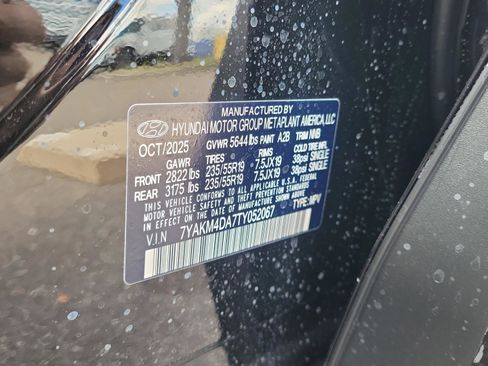 MANUFACTURED BY
HYUNDAI MOTOR GROUP METAPLANT AMERICA, LLC
OCT/2025 GVWR 5644 lbs PAINT A2B TRIM NNB
GAWR TIRES RIMS COLD TIRE INFL.
FRONT 2822 lbs 235/55R19 7.5JX19 38psi SINGLE
REAR 3175 lbs 235/55R19 7.5JX19 38psi SINGLE
THIS VEHICLE CONFORMS TO ALL APPLICABLE U.S. FEDERAL
MOTOR VEHICLE SAFETY AND THEFT PREVENTION STANDARDS
IN EFFECT ON THE DATE OF MANUFACTURE SHOWN ABOVE.
V.I.N 7YAKM4DA7TY052067 TYPE:MPV